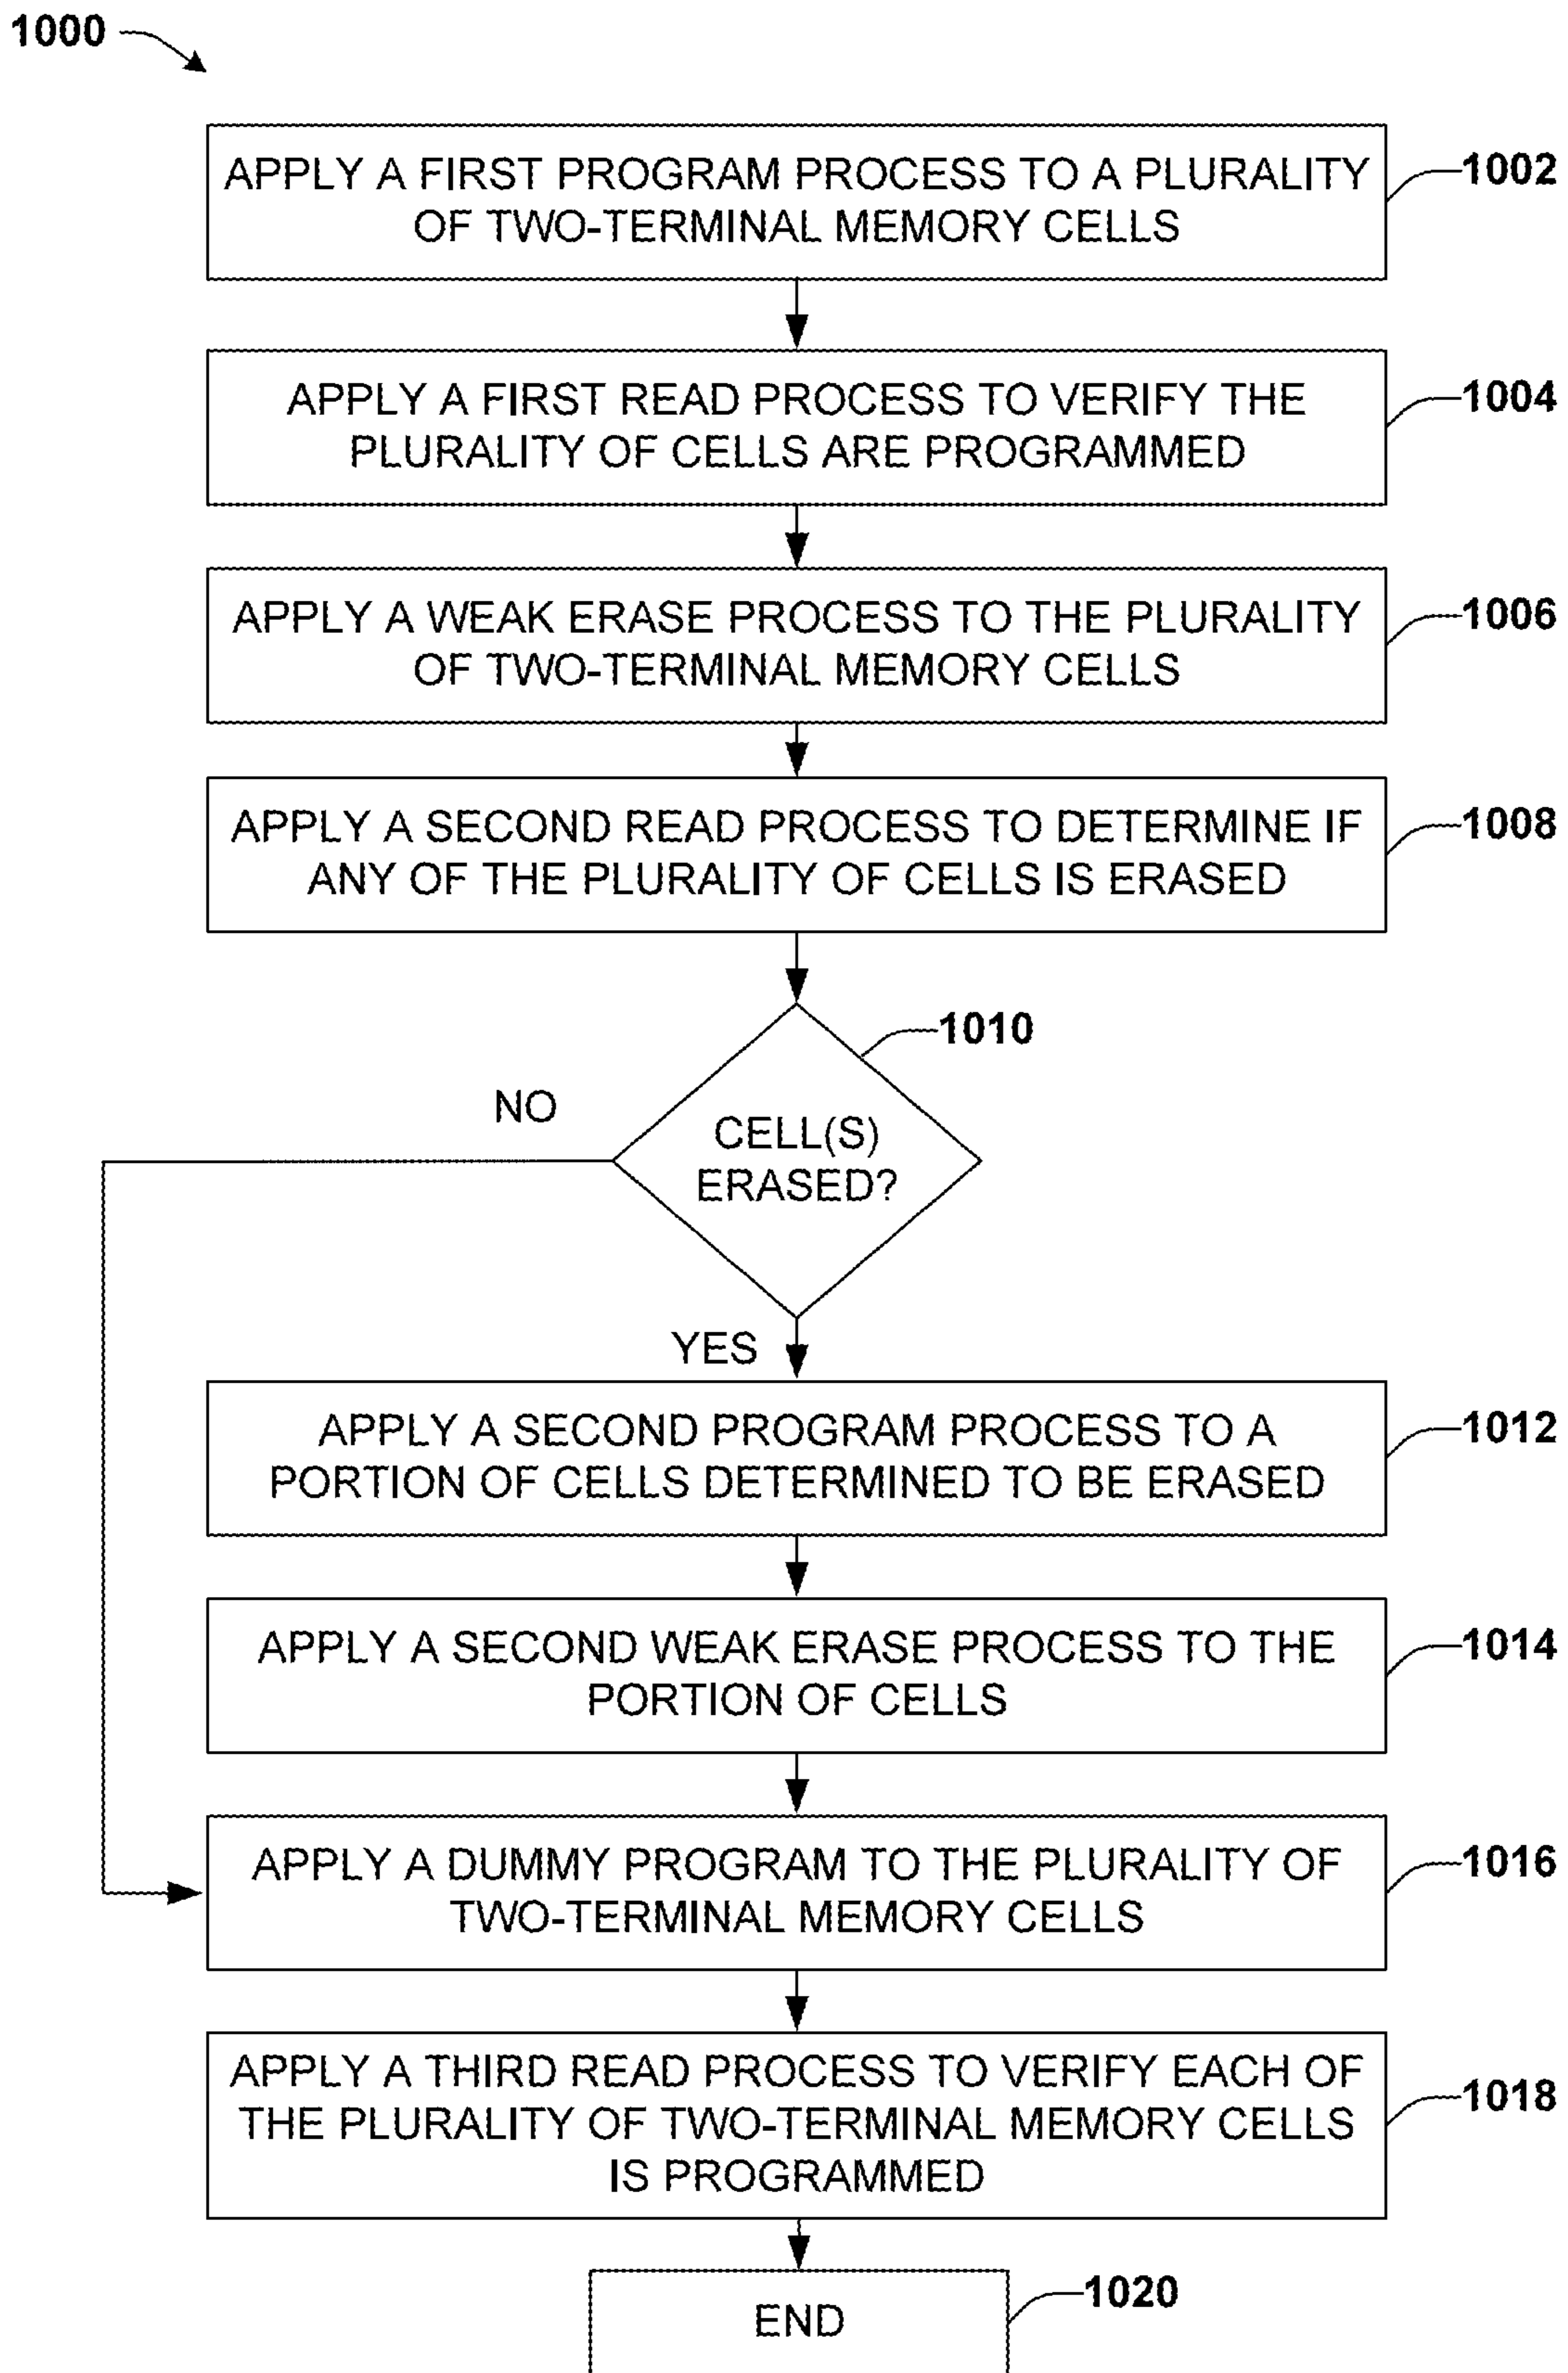 1000
APPLY A FIRST PROGRAM PROCESS TO A PLURALITY
OF TWO-TERMINAL MEMORY CELLS
1002
APPLY A FIRST READ PROCESS TO VERIFY THE
PLURALITY OF CELLS ARE PROGRAMMED
1004
APPLY A WEAK ERASE PROCESS TO THE PLURALITY
OF TWO-TERMINAL MEMORY CELLS
1006
APPLY A SECOND READ PROCESS TO DETERMINE IF
ANY OF THE PLURALITY OF CELLS IS ERASED
1008
1010
NO
CELL(S)
ERASED?
YES
APPLY A SECOND PROGRAM PROCESS TO A
PORTION OF CELLS DETERMINED TO BE ERASED
1012
APPLY A SECOND WEAK ERASE PROCESS TO THE
PORTION OF CELLS
1014
APPLY A DUMMY PROGRAM TO THE PLURALITY OF
TWO-TERMINAL MEMORY CELLS
1016
APPLY A THIRD READ PROCESS TO VERIFY EACH OF
THE PLURALITY OF TWO-TERMINAL MEMORY CELLS
IS PROGRAMMED
1018
END
1020